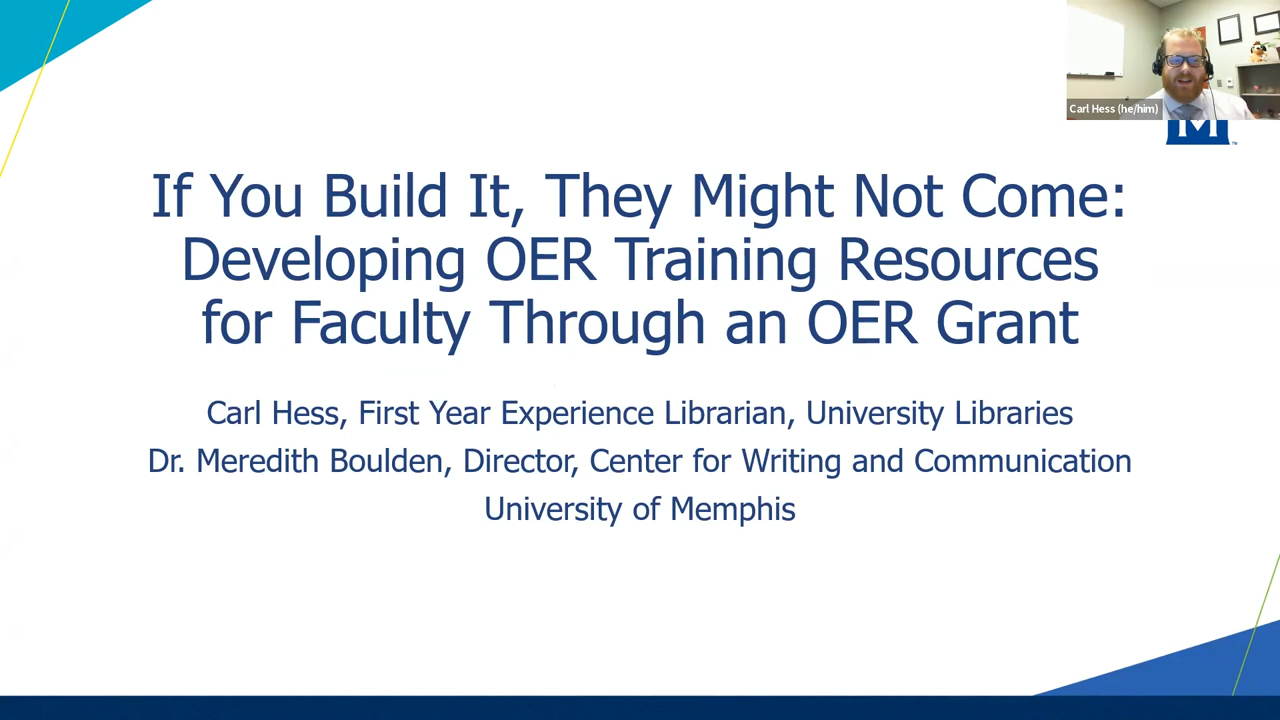 Carl Hess (he/him)
M
If You Build It, They Might Not Come:
Developing OER Training Resources
for Faculty Through an OER Grant
Carl Hess, First Year Experience Librarian, University Libraries
Dr. Meredith Boulden, Director, Center for Writing and Communication
University of Memphis